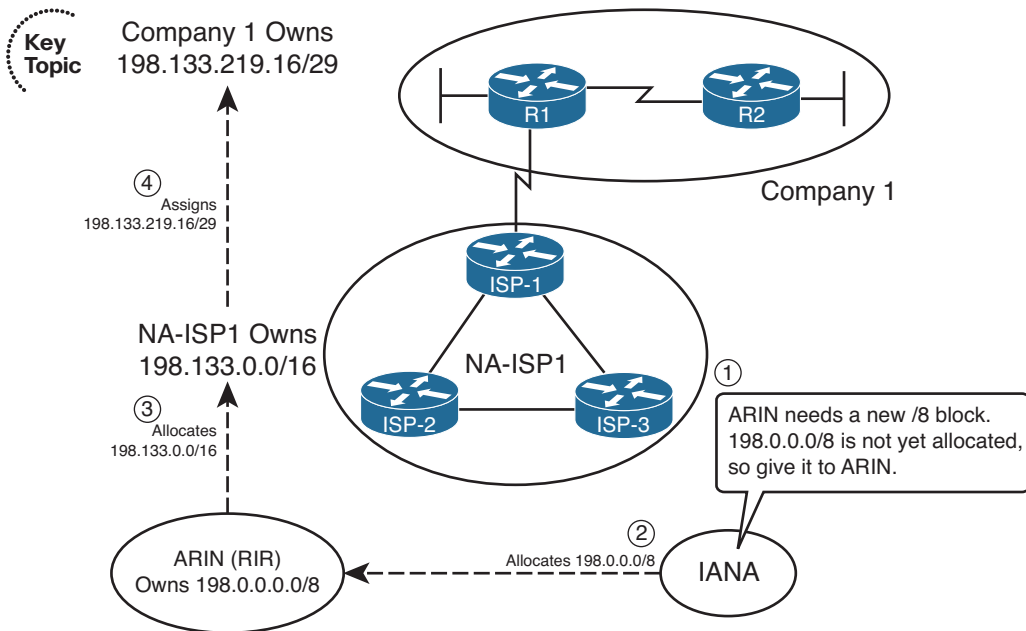 Key
Topic
Company 1 Owns
198.133.219.16/29
R1
R2
Company 1
④
Assigns
198.133.219.16/29
ISP-1
NA-ISP1 Owns
198.133.0.0/16
NA-ISP1
ISP-2
ISP-3
③
Allocates
198.133.0.0/16
①
ARIN needs a new /8 block.
198.0.0.0/8 is not yet allocated,
so give it to ARIN.
②
Allocates 198.0.0.0/8
ARIN (RIR)
Owns 198.0.0.0.0/8
IANA